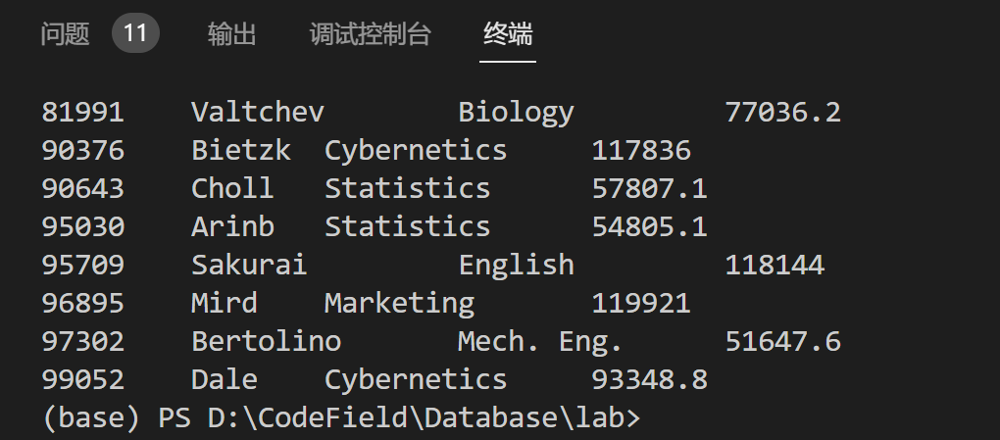 问题 11 输出 调试控制台 终端
81991 Valtchev Biology 77036.2
90376 Bietzk Cybernetics 117836
90643 Choll Statistics 57807.1
95030 Arinb Statistics 54805.1
95709 Sakurai English 118144
96895 Mird Marketing 119921
97302 Bertolino Mech. Eng. 51647.6
99052 Dale Cybernetics 93348.8
(base) PS D:\CodeField\Database\lab>